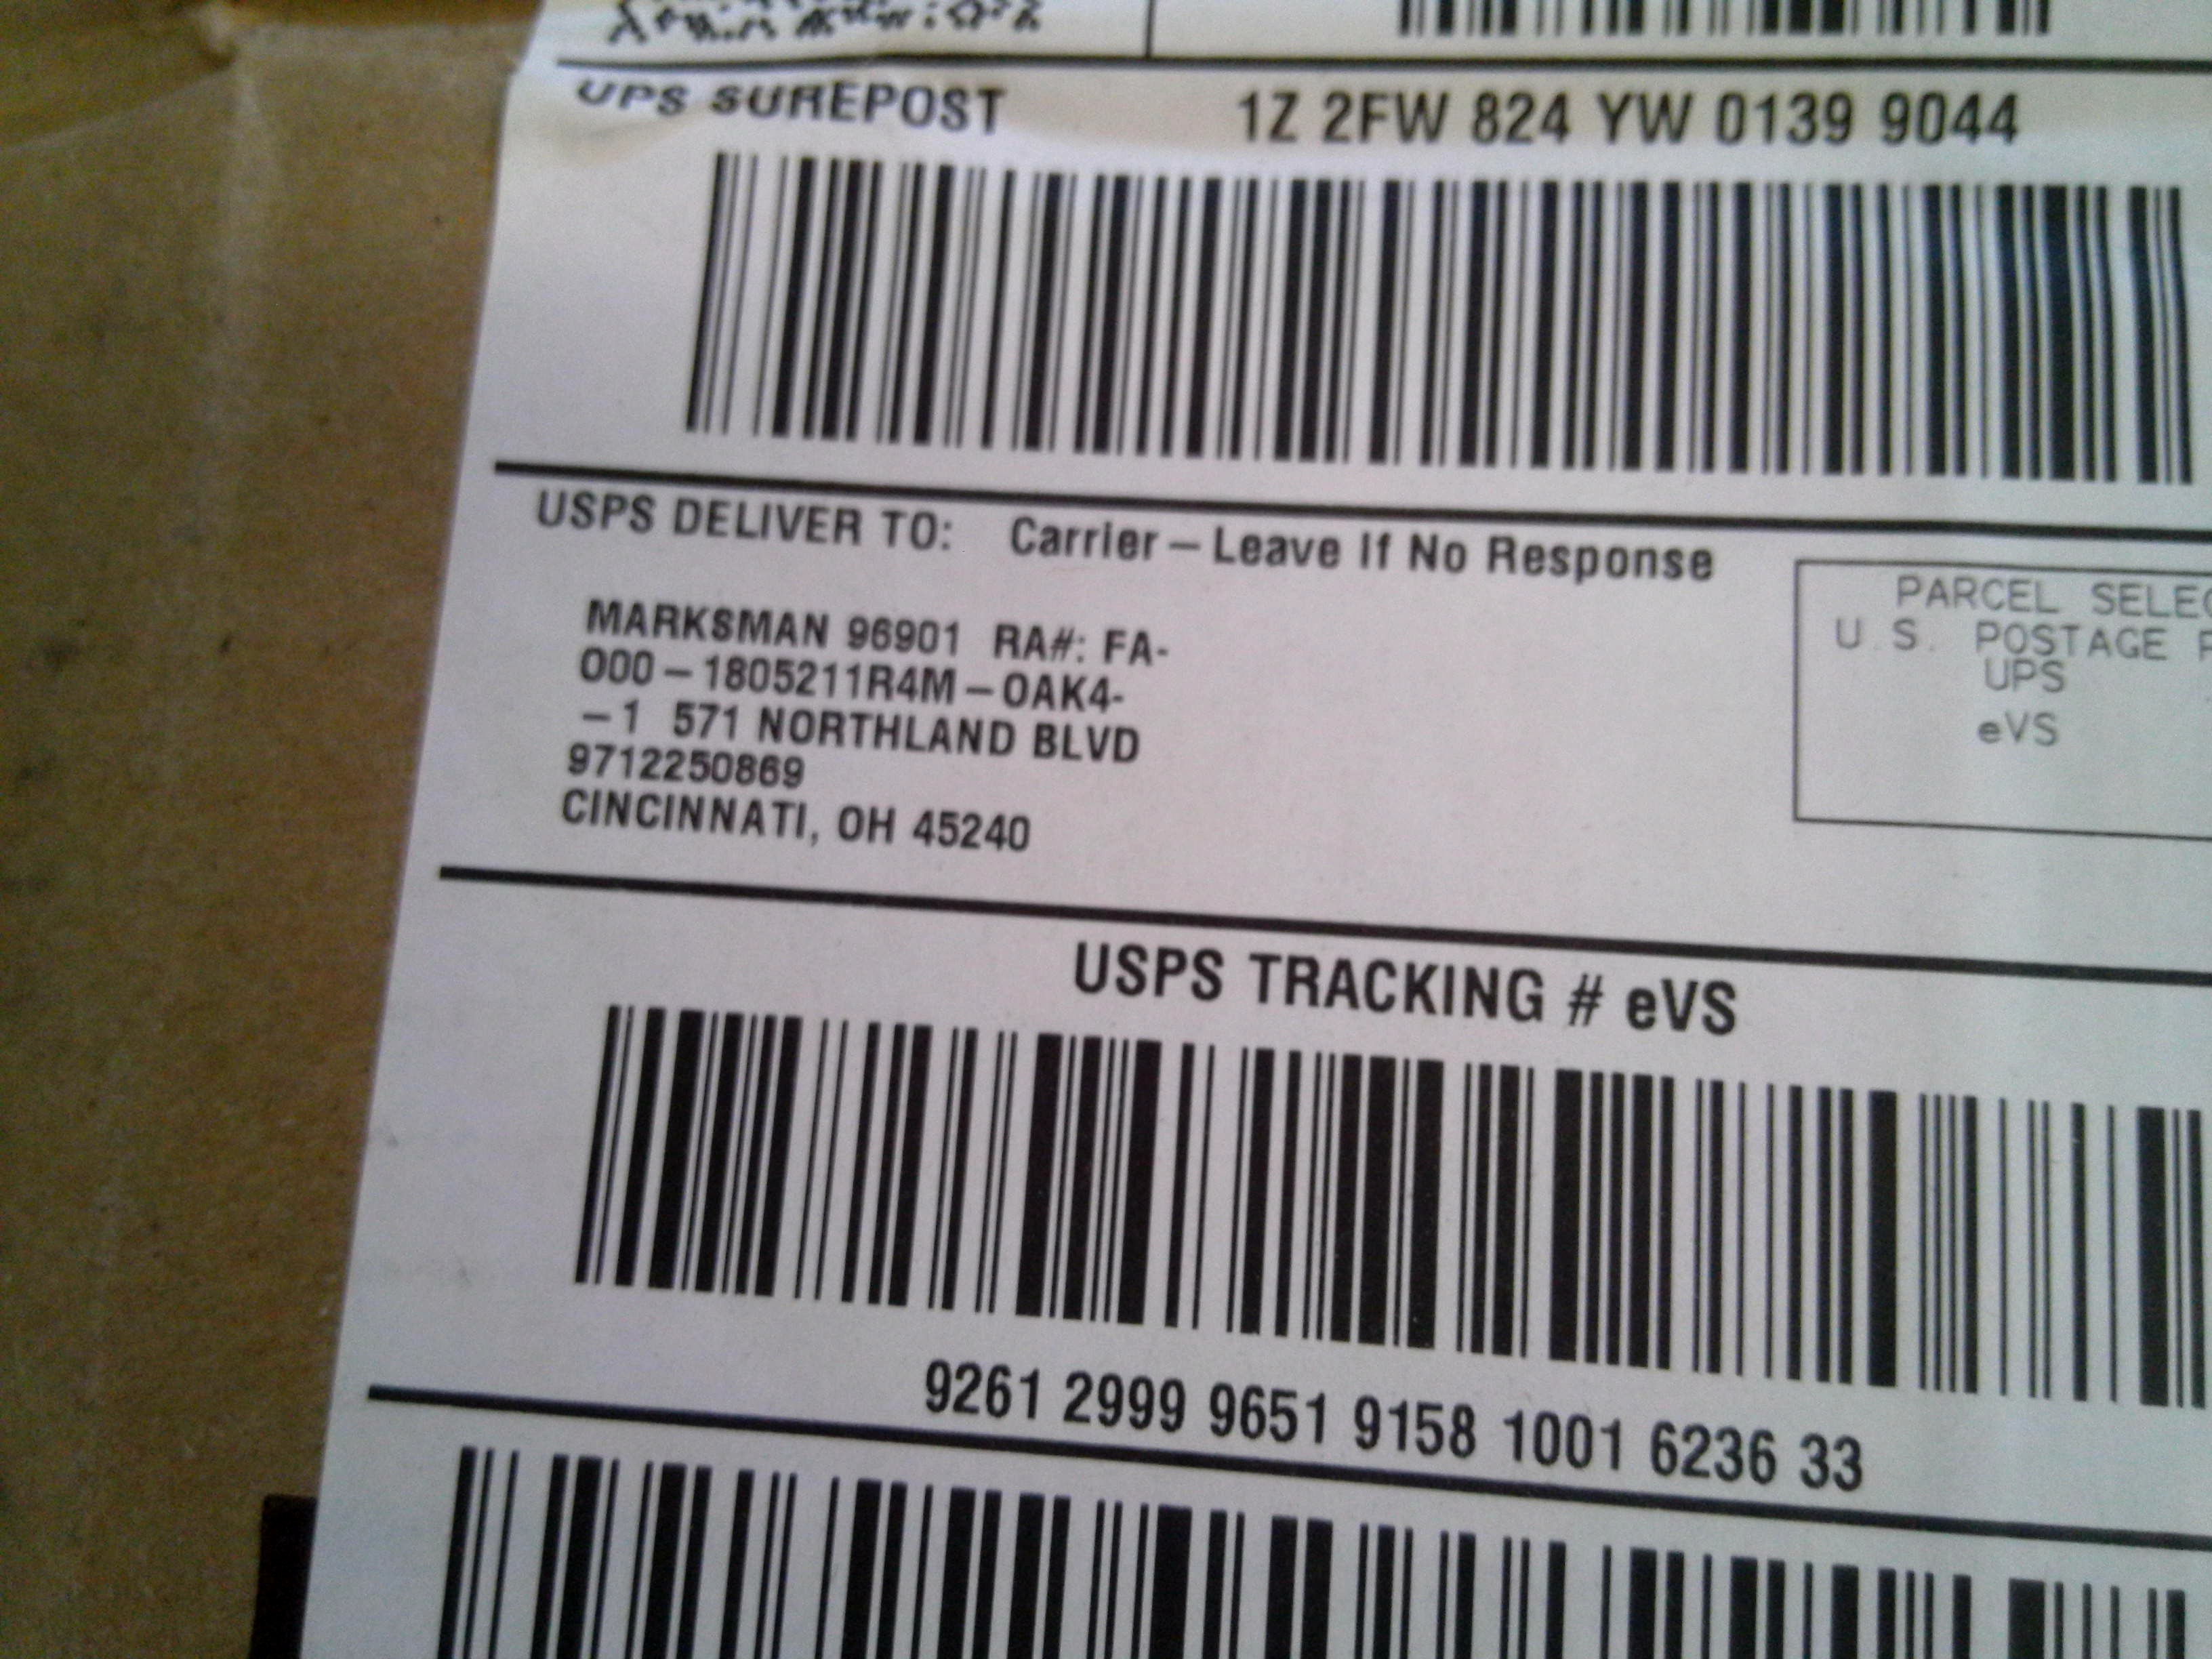 UPS SUREPOST 1Z 2FW 824 YW 0139 9044
USPS DELIVER TO: Carrier – Leave If No Response
MARKSMAN 96901 RA#: FA-
000 – 1805211R4M – OAK4-
– 1 571 NORTHLAND BLVD
9712250869
CINCINNATI, OH 45240
PARCEL
U.S. POSTAGE
UPS
eVS
USPS TRACKING # eVS
9261 2999 9651 9158 1001 6236 33